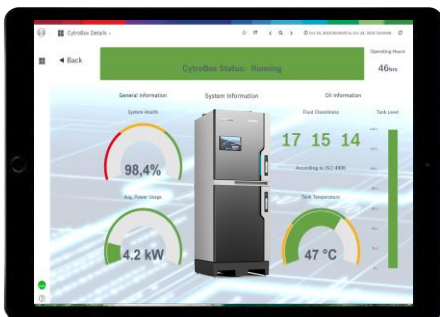 CytroBox Details
Operating Hours
46hrs
Back
CytroBox Status: Running
General Information
System Information
Oil Information
System Health
98,4%
Avg. Power Usage
4.2 kW
Fluid Cleanliness
17 15 14
According to ISO 4406
Tank Temperature
47 °C
Tank Level